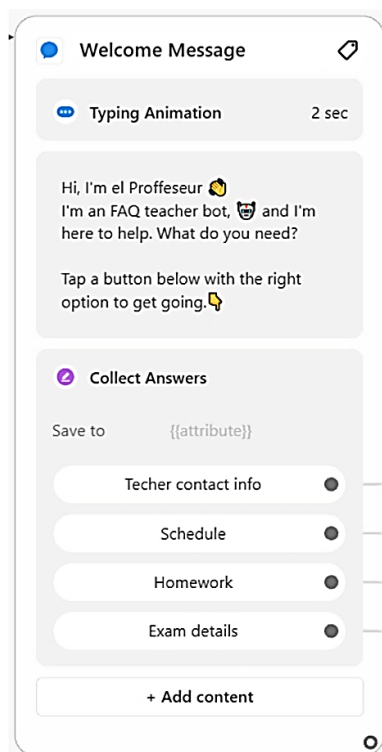 Welcome Message
Typing Animation 2 sec
Hi, I'm el Proffeseur 👋
I'm an FAQ teacher bot, 🤖 and I'm
here to help. What do you need?
Tap a button below with the right
option to get going.👇
Collect Answers
Save to {{attribute}}
Techer contact info
Schedule
Homework
Exam details
+ Add content